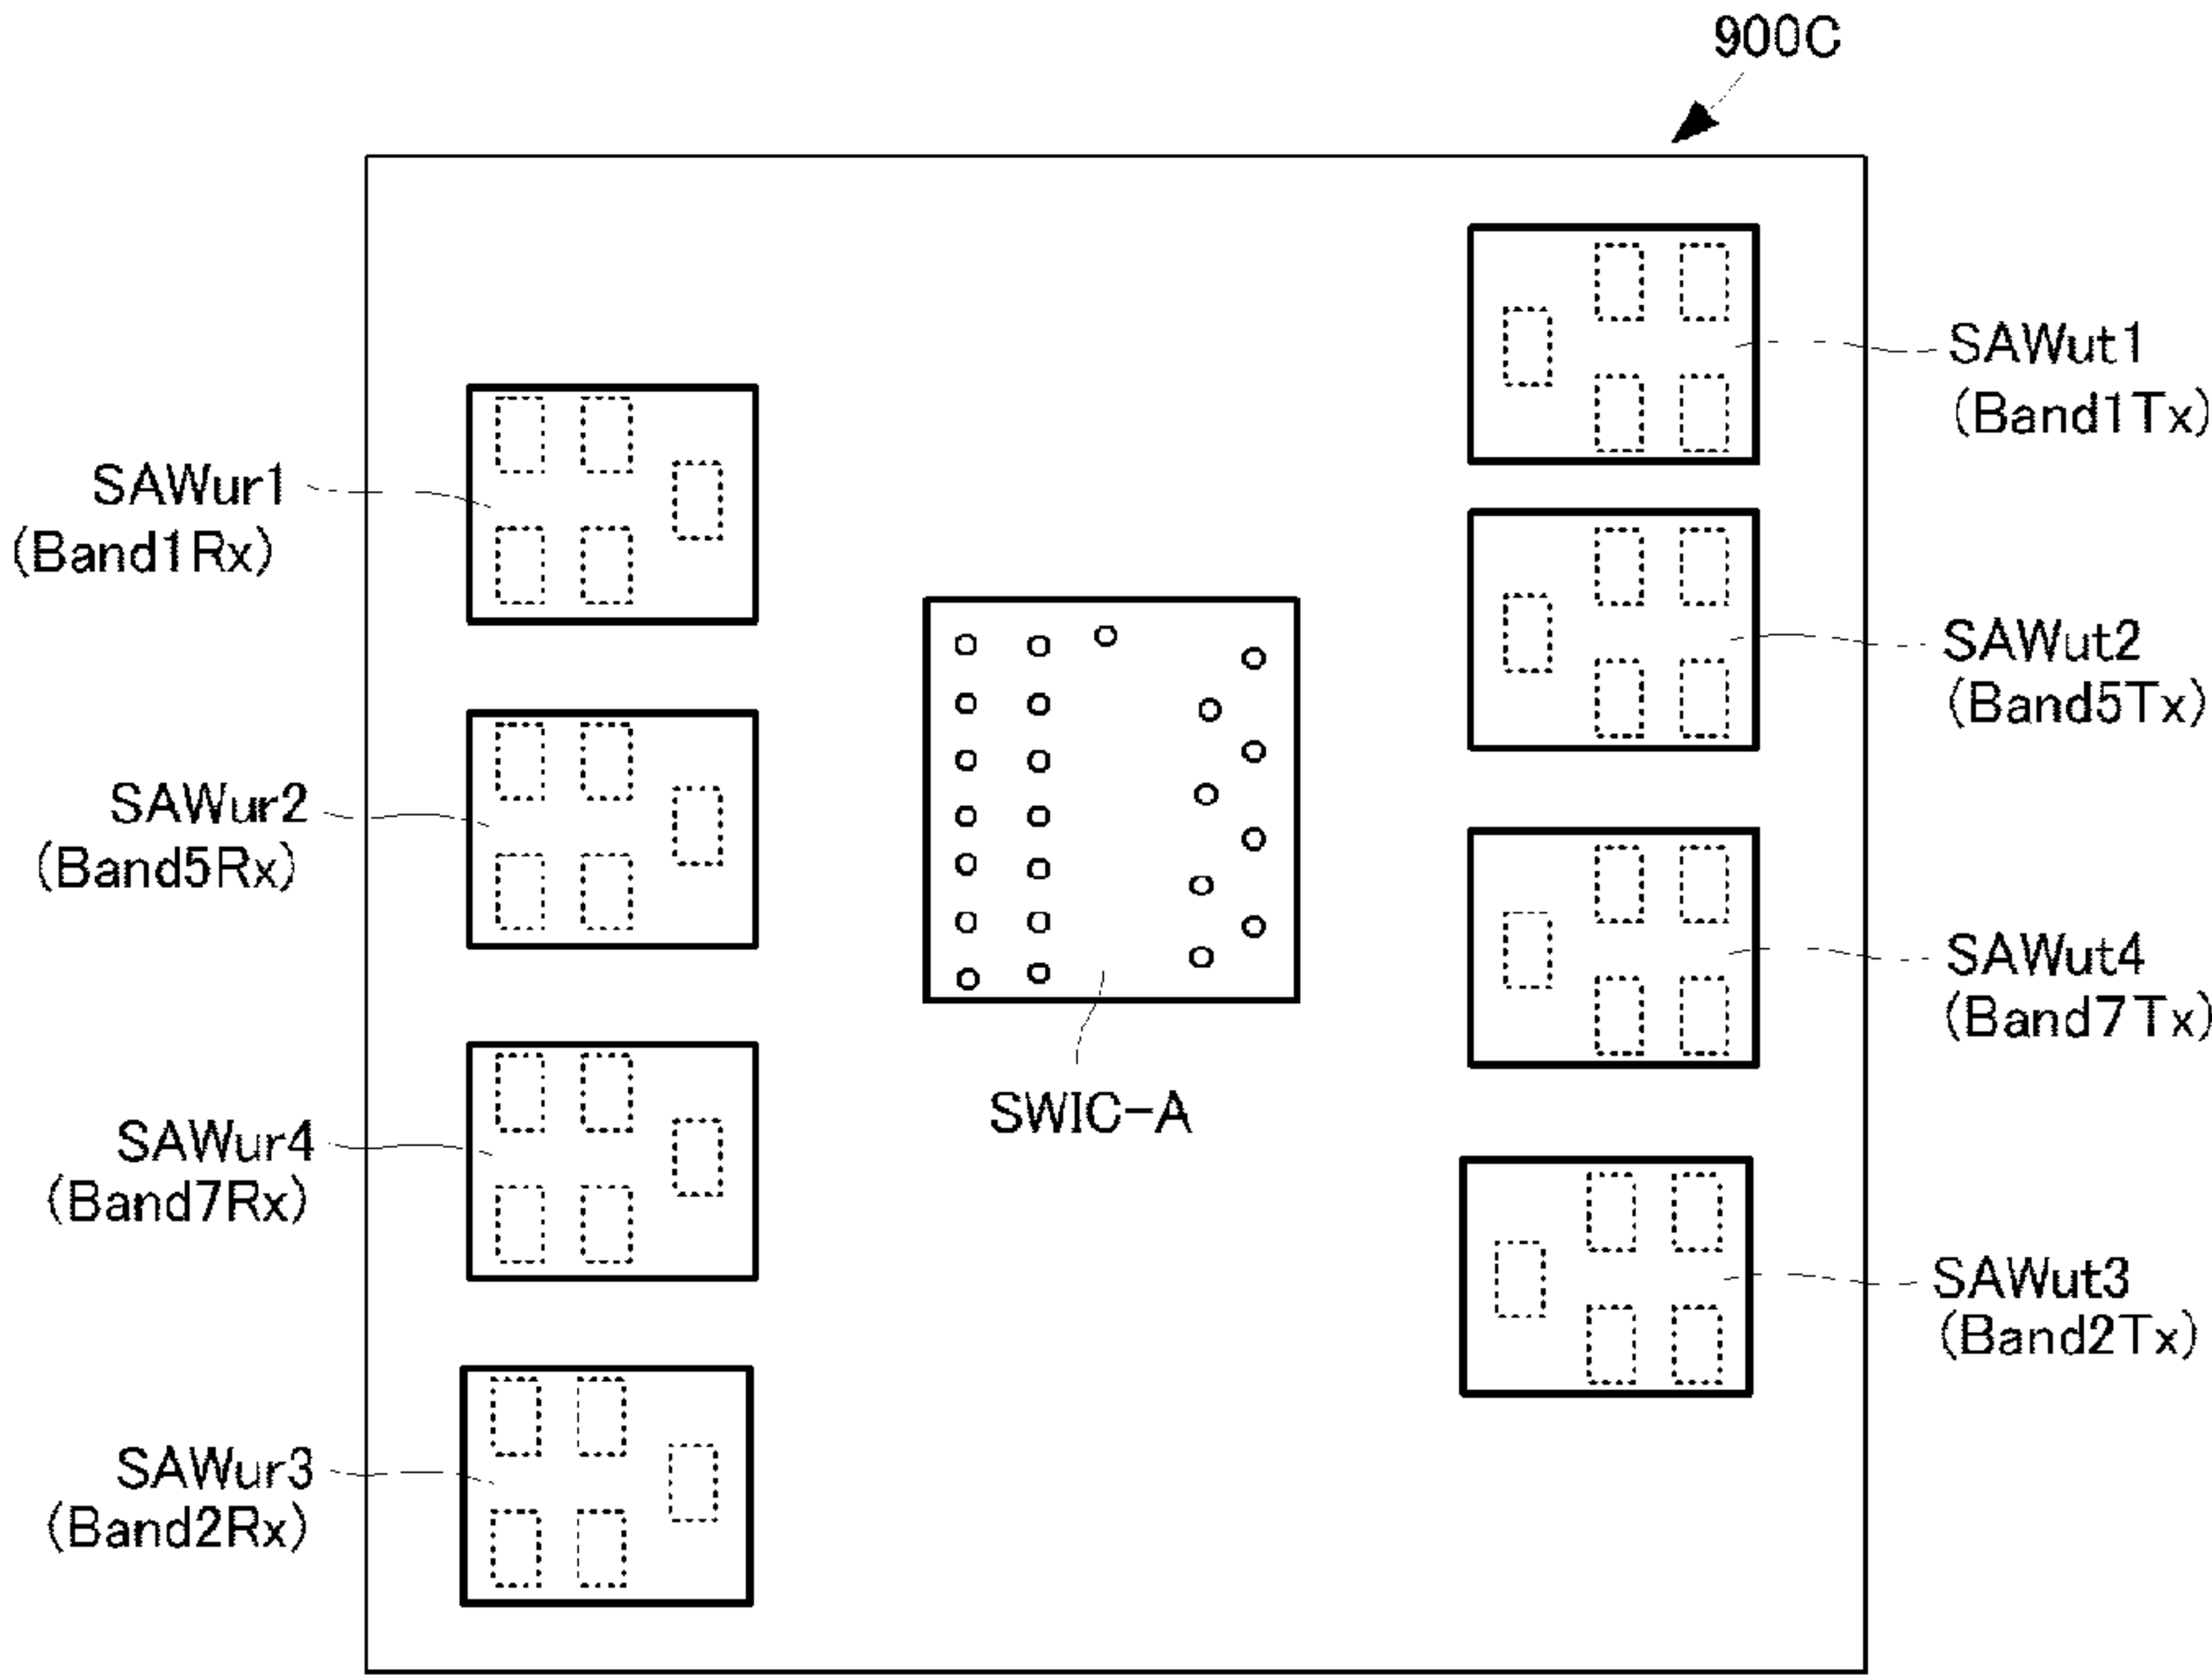 900C
SAWur1
(Band1Rx)
SAWur2
(Band5Rx)
SAWur4
(Band7Rx)
SAWur3
(Band2Rx)
SWIC-A
SAWut1
(Band1Tx)
SAWut2
(Band5Tx)
SAWut4
(Band7Tx)
SAWut3
(Band2Tx)